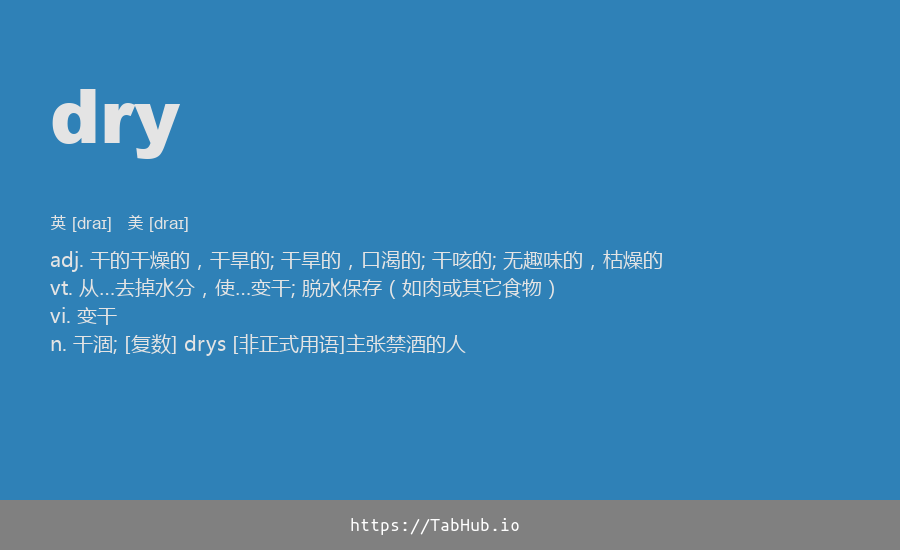 dry
英 [draɪ] 美 [draɪ]
adj. 干的干燥的，干旱的; 干旱的，口渴的; 干咳的; 无趣味的，枯燥的
vt. 从...去掉水分，使...变干; 脱水保存（如肉或其它食物）
vi. 变干
n. 干涸; [复数] drys [非正式用语]主张禁酒的人
https://TabHub.io